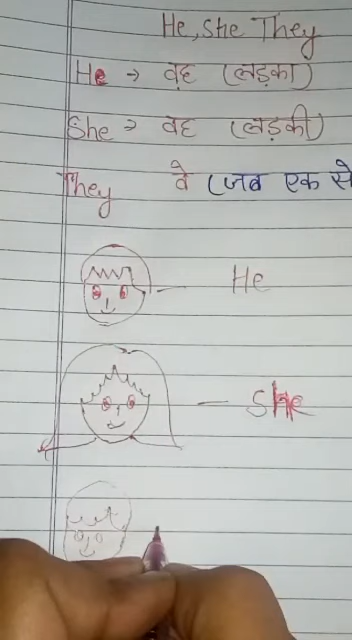 He, She They
He → वह (लड़का)
She → वह (लड़की)
They वे (जब एक से
He
SHe